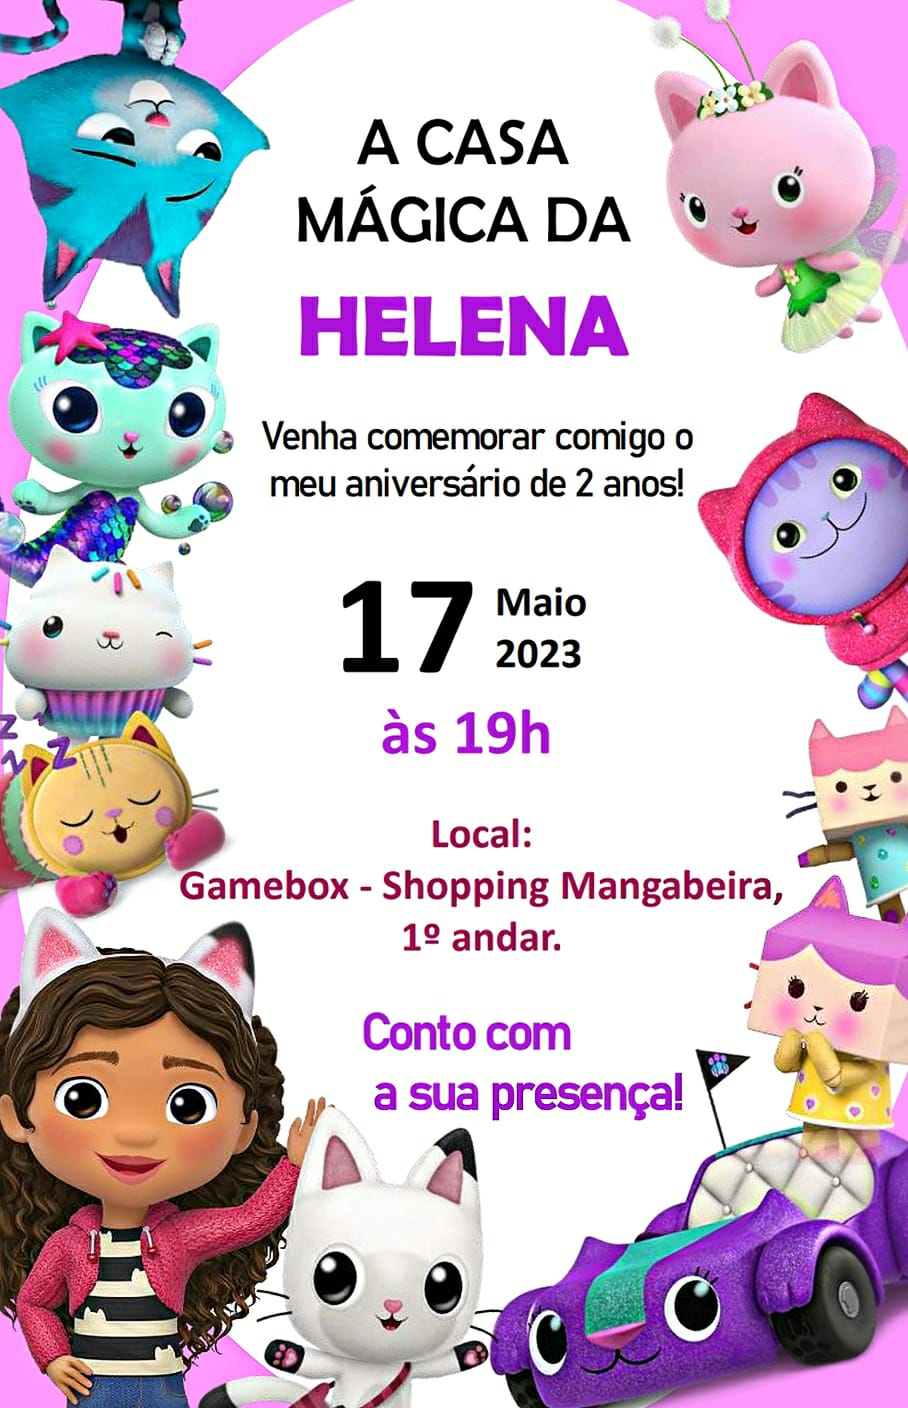 A CASA
MÁGICA DA
HELENA
Venha comemorar comigo o
meu aniversário de 2 anos!
17 Maio
2023
às 19h
Local:
Gamebox - Shopping Mangabeira,
1º andar.
Conto com
a sua presença!
Z
Z
Z